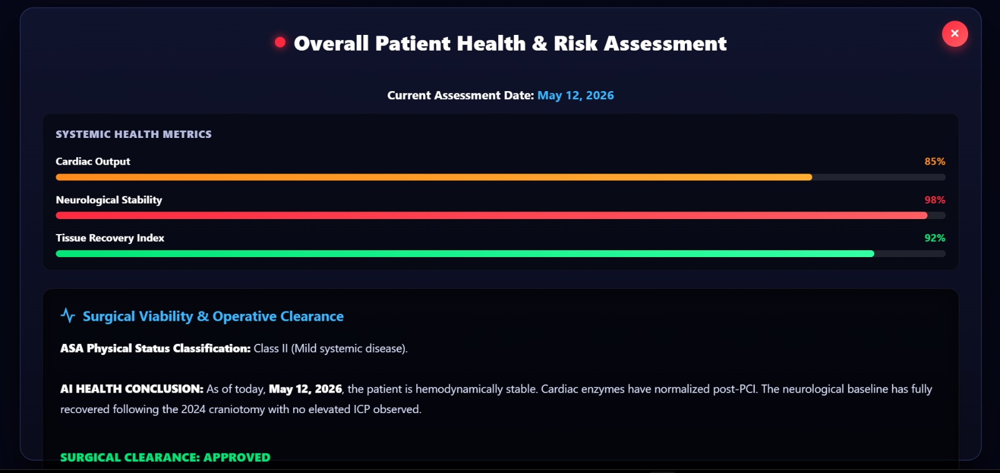 Overall Patient Health & Risk Assessment
Current Assessment Date: May 12, 2026
SYSTEMIC HEALTH METRICS
Cardiac Output 85%
Neurological Stability 98%
Tissue Recovery Index 92%
Surgical Viability & Operative Clearance
ASA Physical Status Classification: Class II (Mild systemic disease).
AI HEALTH CONCLUSION: As of today, May 12, 2026, the patient is hemodynamically stable. Cardiac enzymes have normalized post-PCI. The neurological baseline has fully
recovered following the 2024 craniotomy with no elevated ICP observed.
SURGICAL CLEARANCE: APPROVED